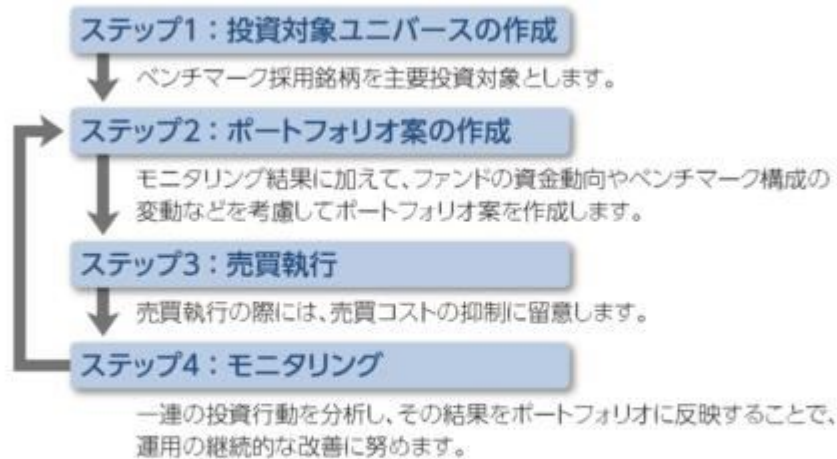 ステップ1：投資対象ユニバースの作成
ベンチマーク採用銘柄を主要投資対象とします。
ステップ2：ポートフォリオ案の作成
モニタリング結果に加えて、ファンドの資金動向やベンチマーク構成の
変動などを考慮してポートフォリオ案を作成します。
ステップ3：売買執行
売買執行の際には、売買コストの抑制に留意します。
ステップ4：モニタリング
一連の投資行動を分析し、その結果をポートフォリオに反映することで、
運用の継続的な改善に努めます。